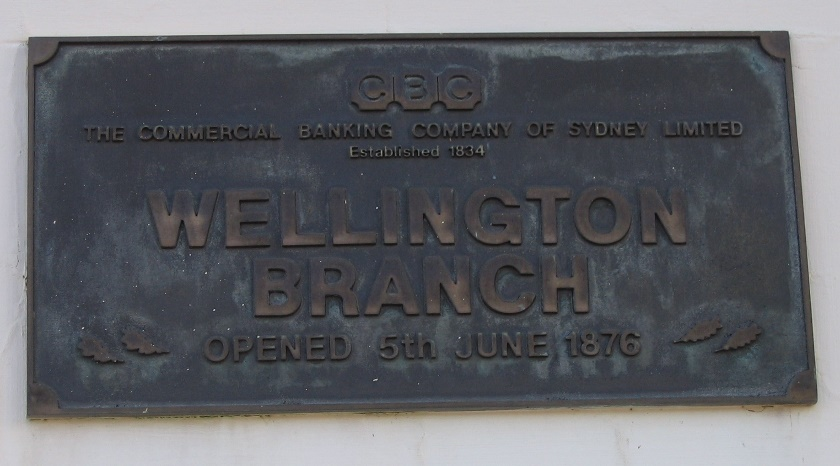 CBC
THE COMMERCIAL BANKING COMPANY OF SYDNEY LIMITED
Established 1834
WELLINGTON
BRANCH
OPENED 5th JUNE 1876